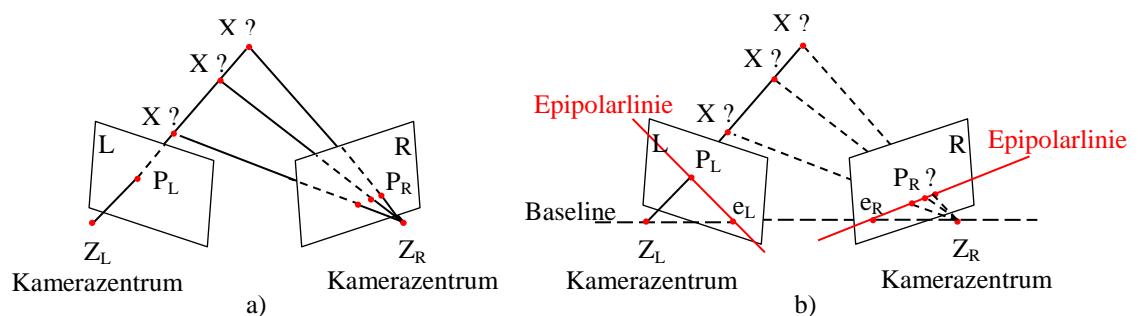 X ?
X ?
X ?
L
R
P_L
P_R
Z_L
Z_R
Kamerazentrum
Kamerazentrum
a)
X ?
X ?
X ?
Epipolarlinie
Epipolarlinie
L
R
P_L
P_R ?
Baseline
e_L
e_R
Z_L
Z_R
Kamerazentrum
Kamerazentrum
b)